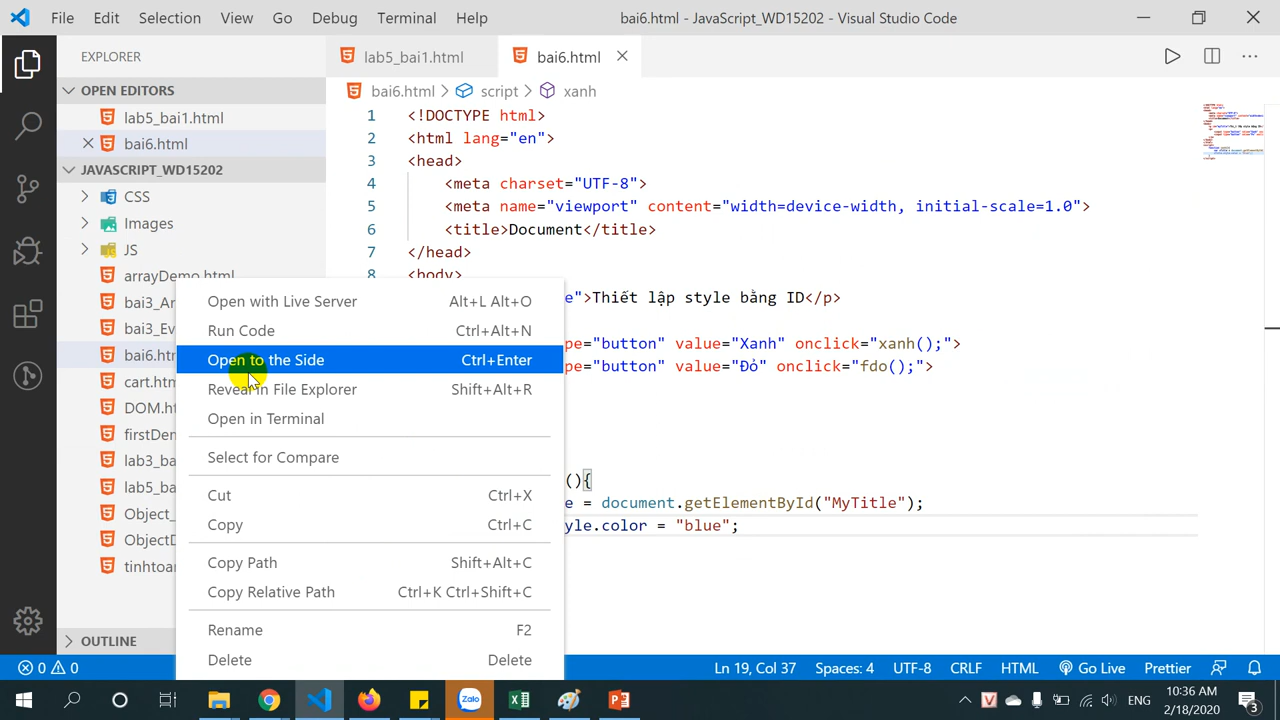 File Edit Selection View Go Debug Terminal Help bai6.html - JavaScript_WD15202 - Visual Studio Code
EXPLORER
OPEN EDITORS
lab5_bai1.html
bai6.html
JAVASCRIPT_WD15202
CSS
Images
JS
arrayDemo.html
bai3_Ar
bai3_Ev
bai6.htm
cart.htm
DOM.ht
firstDem
lab3_ba
lab5_ba
Object_
ObjectD
tinhtoar
OUTLINE
lab5_bai1.html bai6.html
bai6.html > script > xanh
1 <!DOCTYPE html>
2 <html lang="en">
3 <head>
4 <meta charset="UTF-8">
5 <meta name="viewport" content="width=device-width, initial-scale=1.0">
6 <title>Document</title>
7 </head>
8 <body>
e">Thiết lập style bằng ID</p>
pe="button" value="Xanh" onclick="xanh();">
pe="button" value="Đỏ" onclick="fdo();">
(){
e = document.getElementById("MyTitle");
yle.color = "blue";
Open with Live Server Alt+L Alt+O
Run Code Ctrl+Alt+N
Open to the Side Ctrl+Enter
Reveal in File Explorer Shift+Alt+R
Open in Terminal
Select for Compare
Cut Ctrl+X
Copy Ctrl+C
Copy Path Shift+Alt+C
Copy Relative Path Ctrl+K Ctrl+Shift+C
Rename F2
Delete Delete
0 0 Ln 19, Col 37 Spaces: 4 UTF-8 CRLF HTML Go Live Prettier
Zalo ENG 10:36 AM
2/18/2020 3